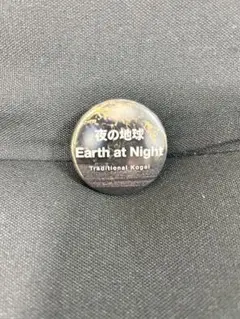 夜の地球
Earth at Night
Traditional Kogei